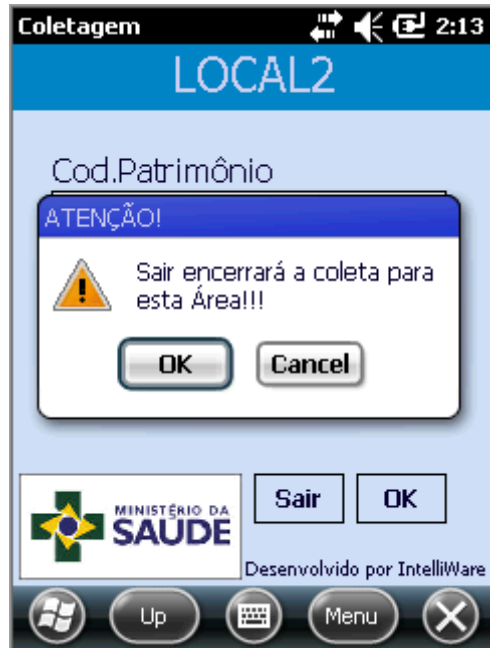 Coletagem 2:13
LOCAL2
Cod.Patrimônio
ATENÇÃO!
Sair encerrará a coleta para
esta Área!!!
OK Cancel
MINISTÉRIO DA
SAÚDE
Sair OK
Desenvolvido por IntelliWare
Up Menu